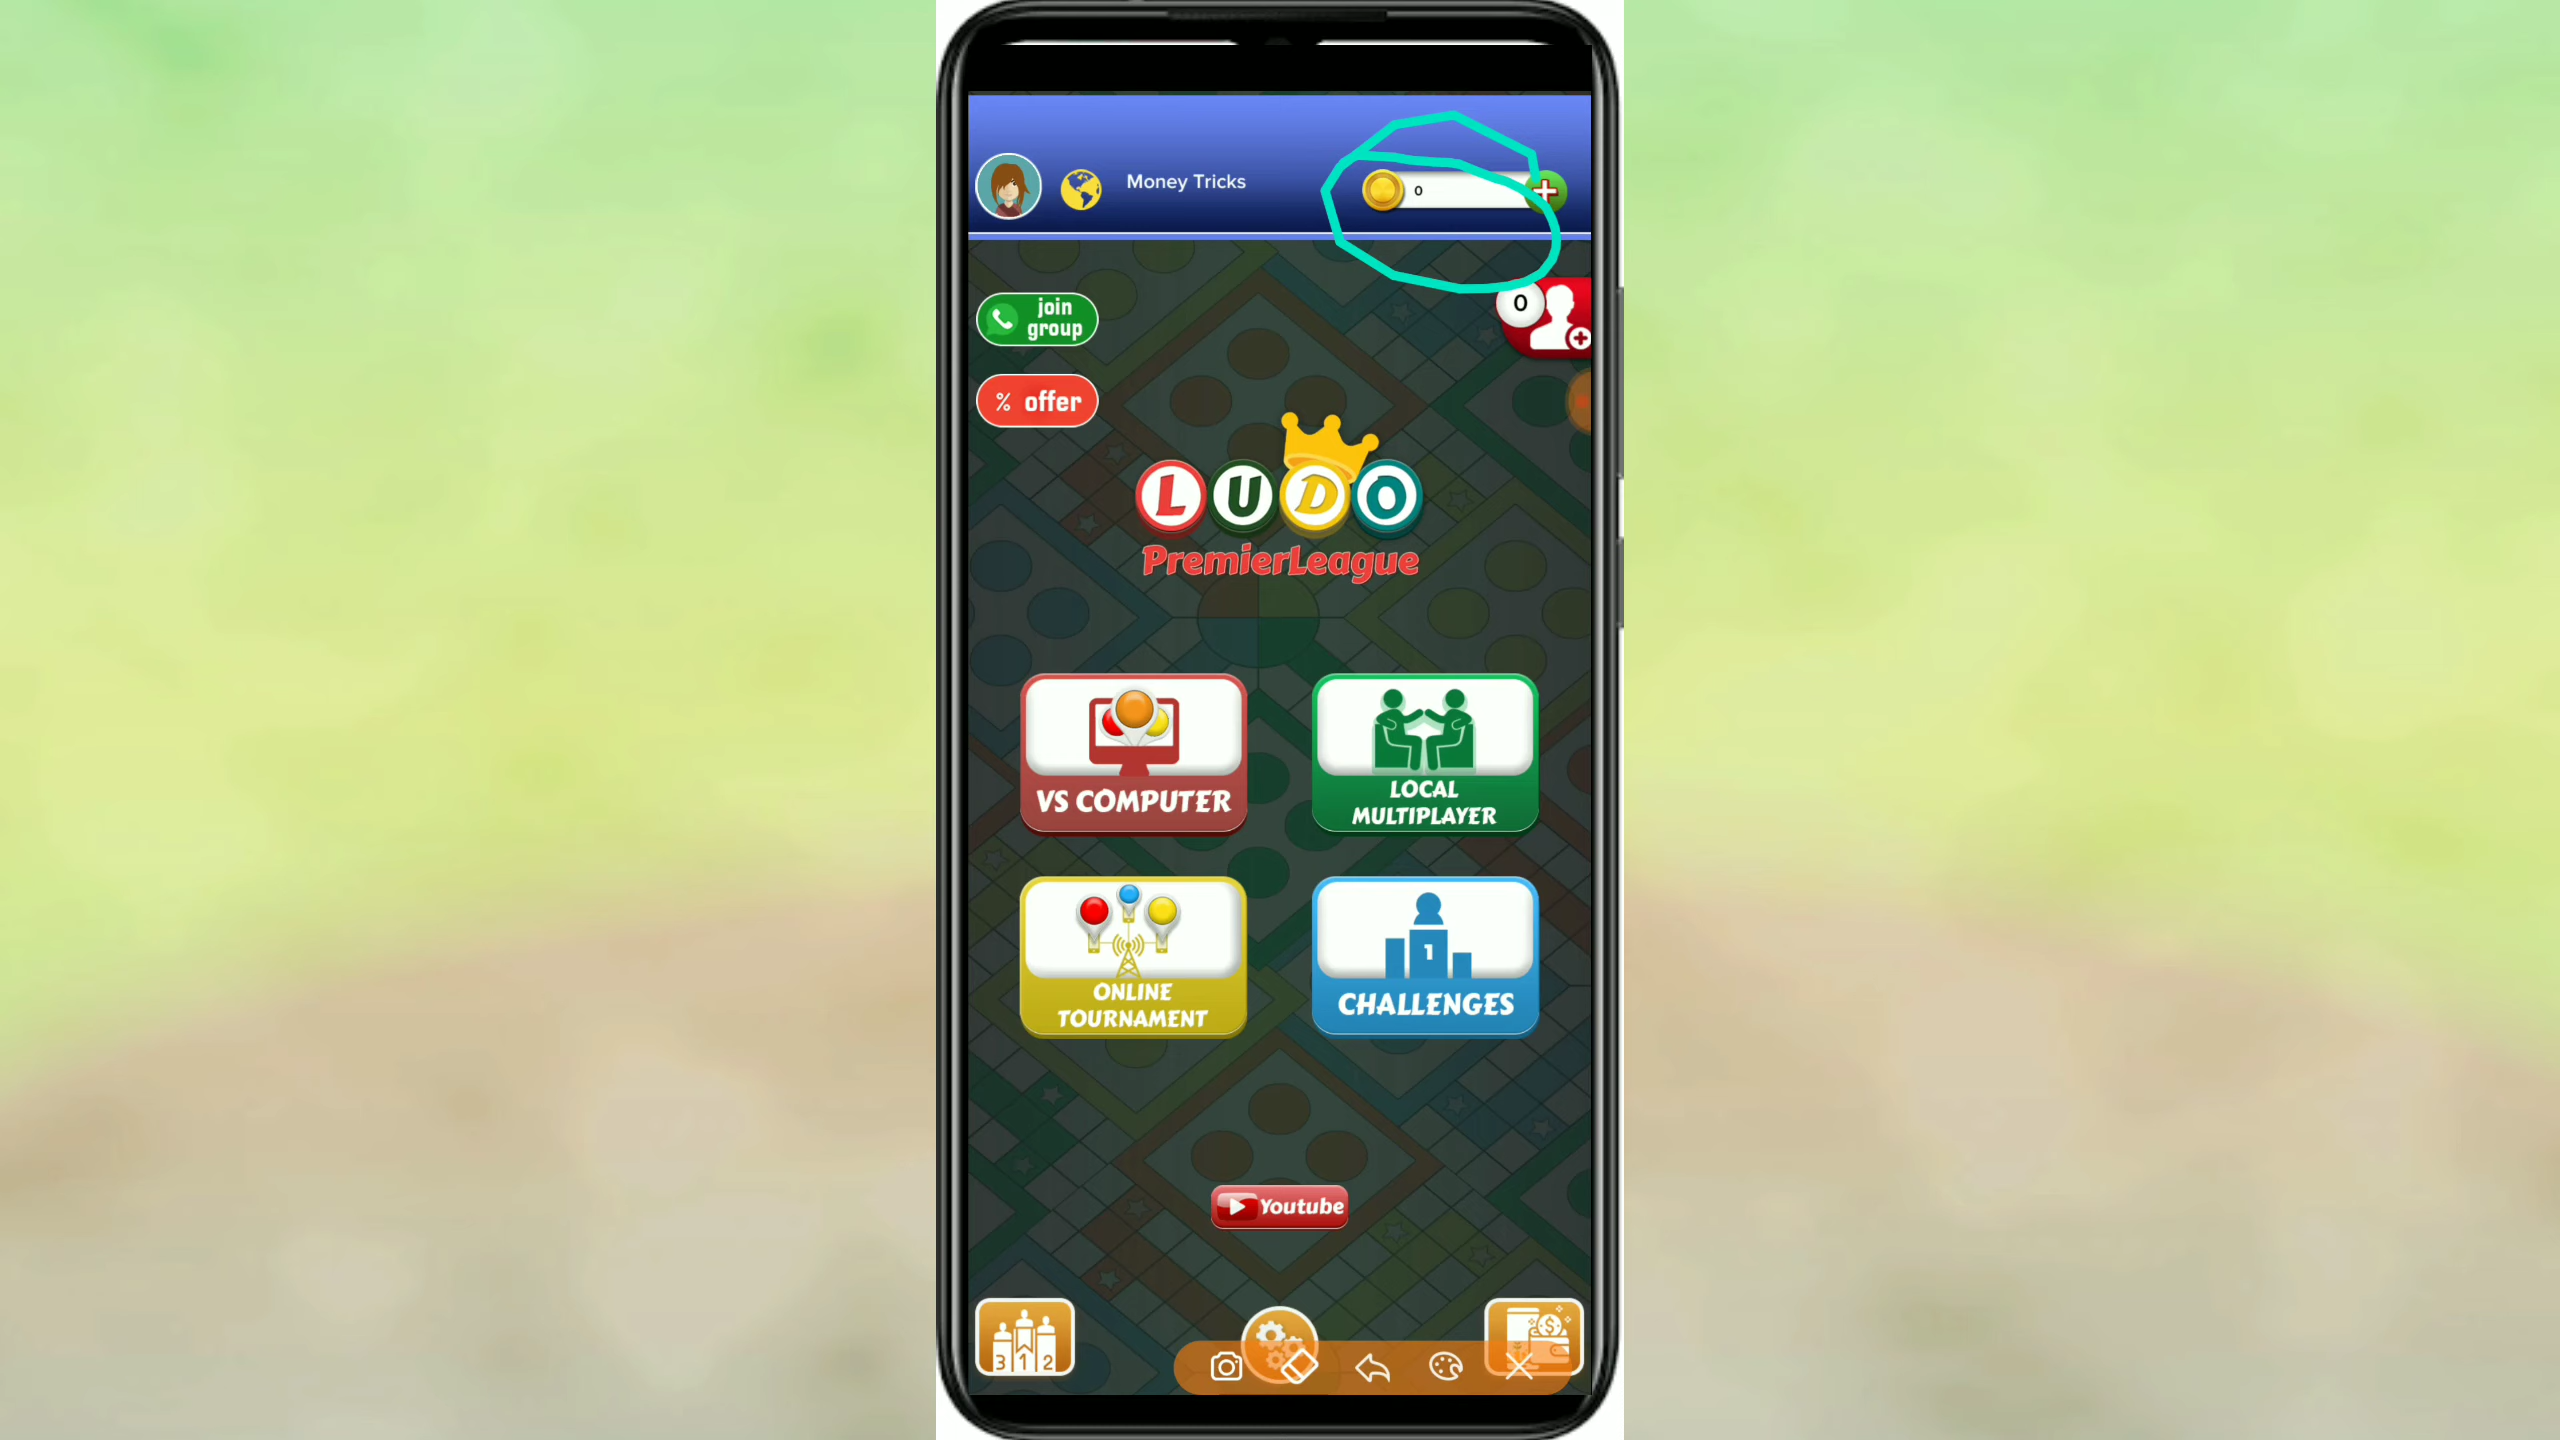 Money Tricks
0
join
group
0
% offer
LUDO
PremierLeague
VS COMPUTER
LOCAL
MULTIPLAYER
1
ONLINE
TOURNAMENT
CHALLENGES
Youtube
3 1 2
$